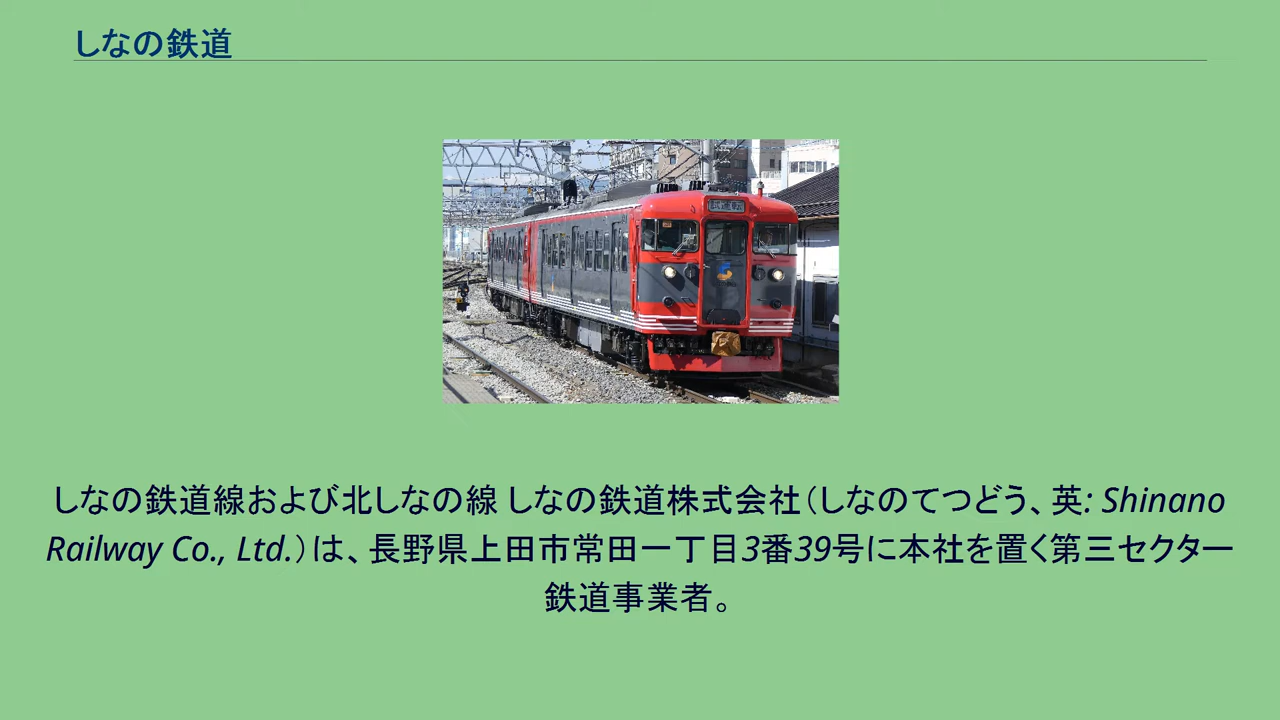 しなの鉄道
試運転
しなの鉄道線および北しなの線 しなの鉄道株式会社（しなのてつどう、英: Shinano
Railway Co., Ltd.）は、長野県上田市常田一丁目3番39号に本社を置く第三セクター
鉄道事業者。